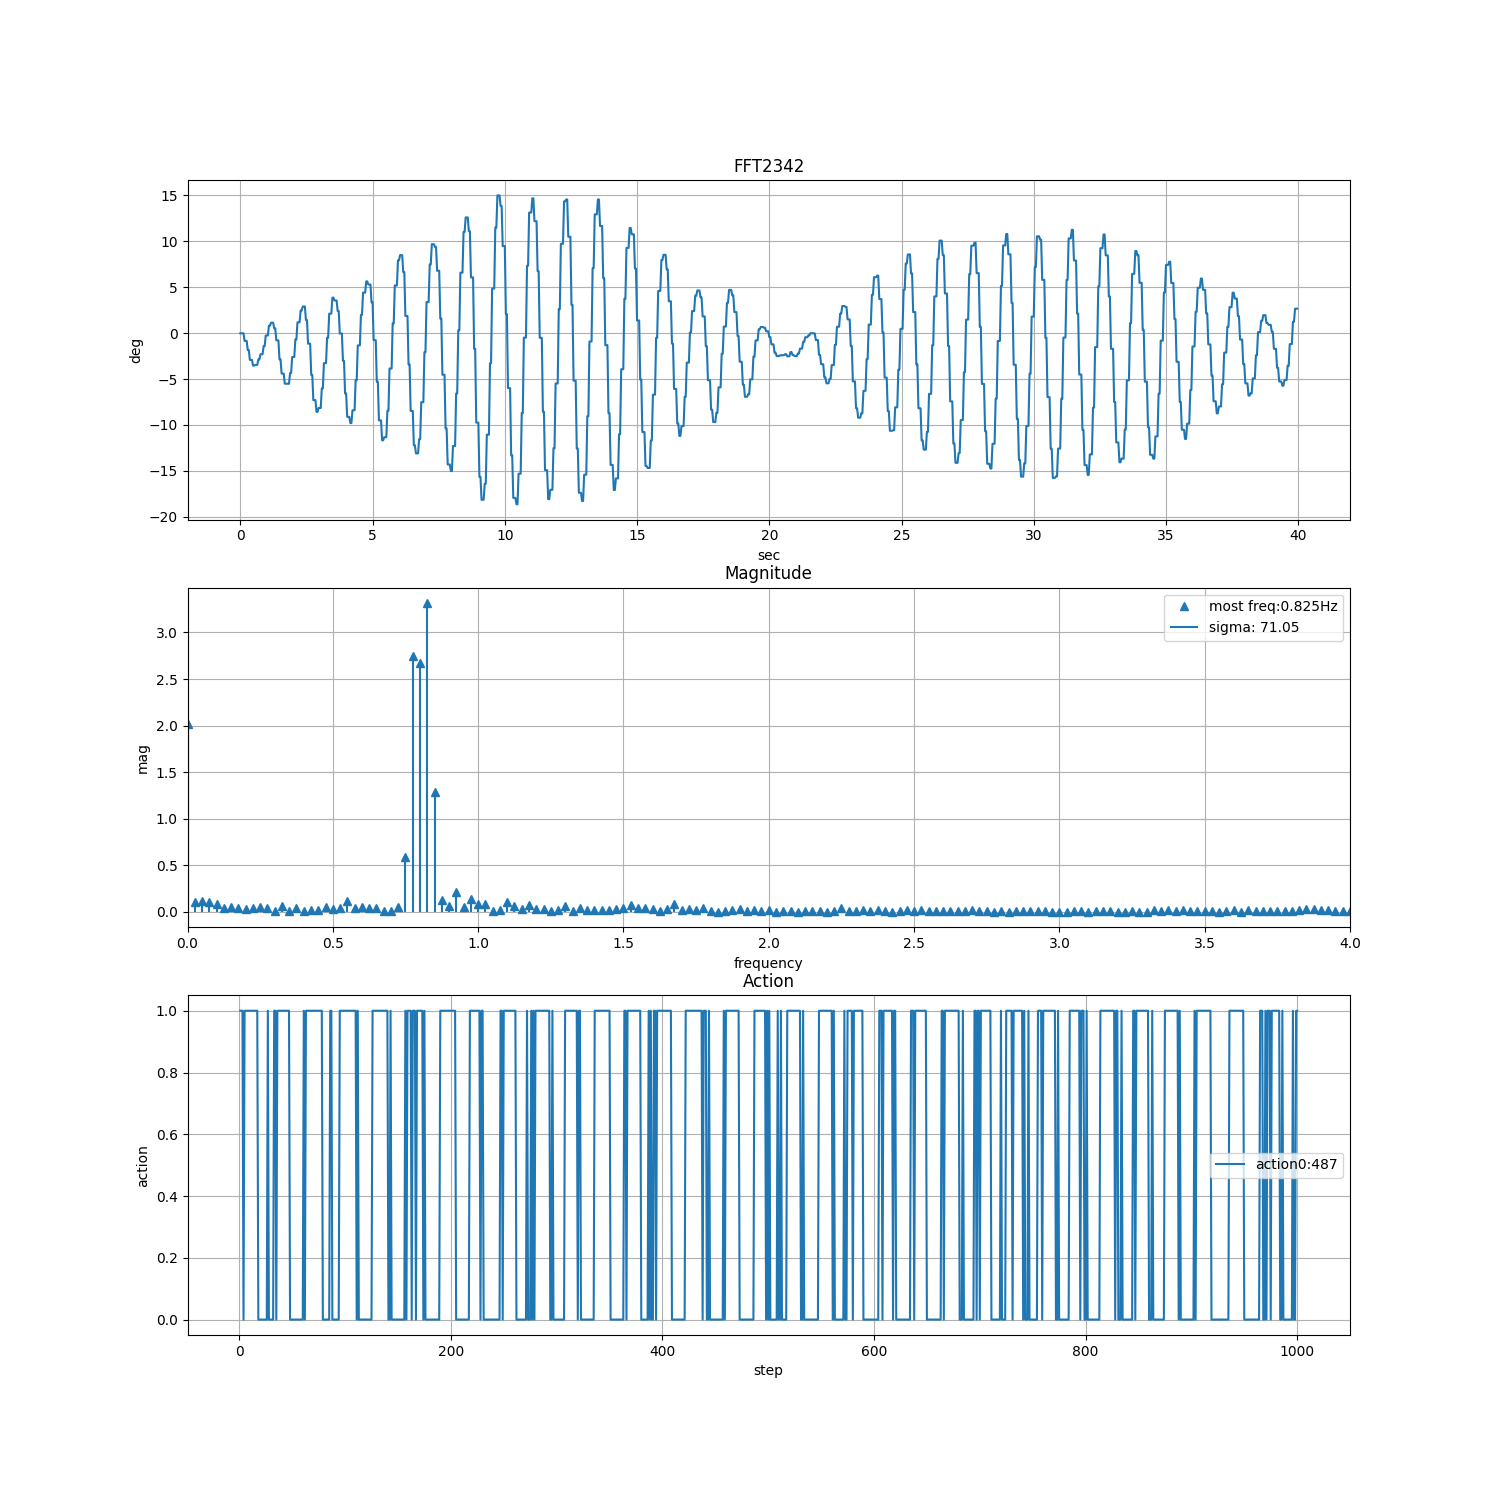 FFT2342
15
10
5
0
−5
−10
−15
−20
deg
0 5 10 15 20 25 30 35 40
sec
Magnitude
most freq:0.825Hz
sigma: 71.05
3.0
2.5
2.0
1.5
1.0
0.5
0.0
mag
0.0 0.5 1.0 1.5 2.0 2.5 3.0 3.5 4.0
frequency
Action
1.0
0.8
0.6
0.4
0.2
0.0
action
action0:487
0 200 400 600 800 1000
step